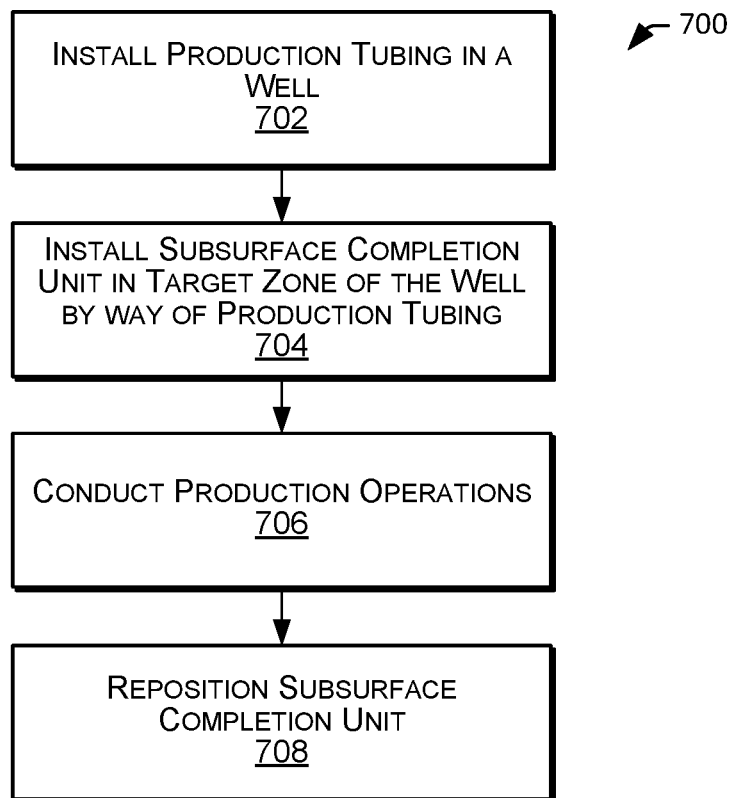 700
INSTALL PRODUCTION TUBING IN A
WELL
702
INSTALL SUBSURFACE COMPLETION
UNIT IN TARGET ZONE OF THE WELL
BY WAY OF PRODUCTION TUBING
704
CONDUCT PRODUCTION OPERATIONS
706
REPOSITION SUBSURFACE
COMPLETION UNIT
708